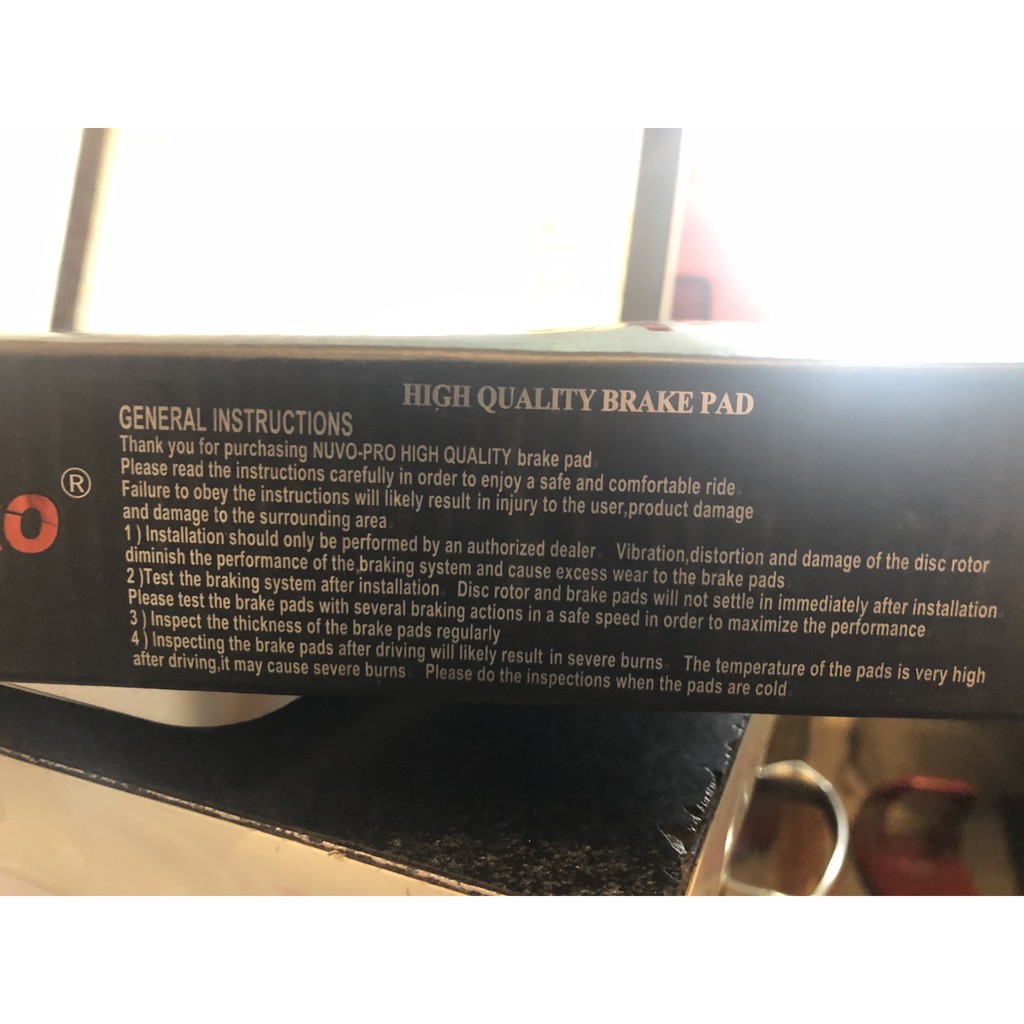 HIGH QUALITY BRAKE PAD
GENERAL INSTRUCTIONS
Thank you for purchasing NUVO-PRO HIGH QUALITY brake pad.
Please read the instructions carefully in order to enjoy a safe and comfortable ride.
Failure to obey the instructions will likely result in injury to the user,product damage
and damage to the surrounding area.
1 ) Installation should only be performed by an authorized dealer. Vibration,distortion and damage of the disc rotor
diminish the performance of the braking system and cause excess wear to the brake pads.
2 )Test the braking system after installation. Disc rotor and brake pads will not settle in immediately after installation.
Please test the brake pads with several braking actions in a safe speed in order to maximize the performance.
3 ) Inspect the thickness of the brake pads regularly
4 ) Inspecting the brake pads after driving will likely result in severe burns. The temperature of the pads is very high
after driving,it may cause severe burns. Please do the inspections when the pads are cold.
O®